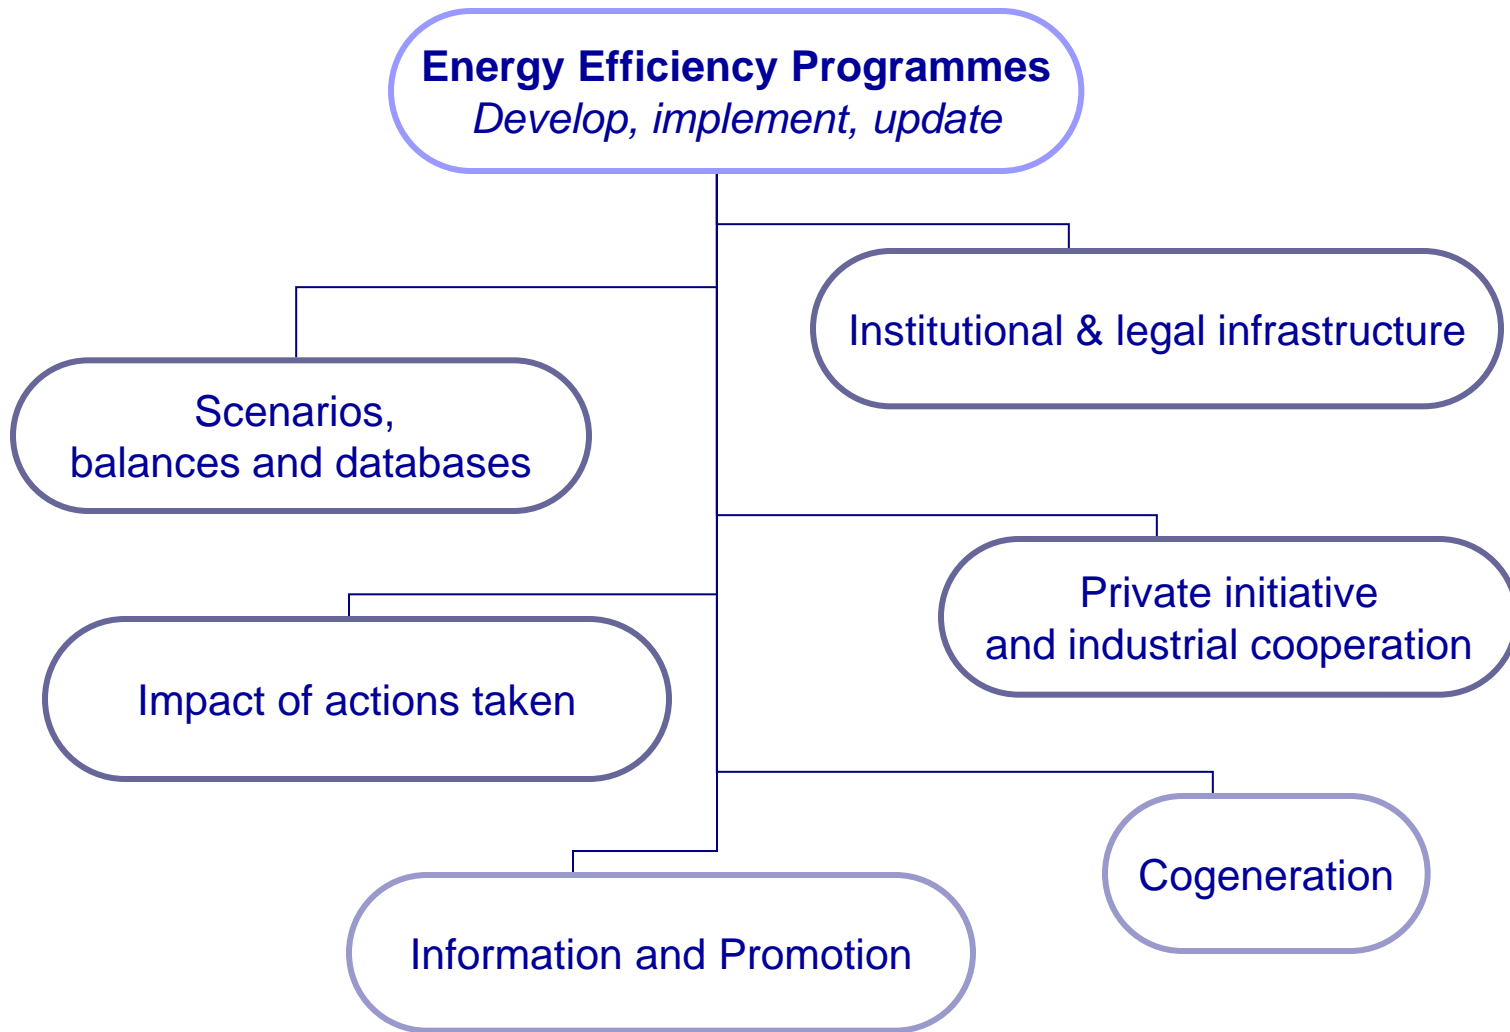 Energy Efficiency Programmes
Develop, implement, update
Institutional & legal infrastructure
Scenarios,
balances and databases
Private initiative
and industrial cooperation
Impact of actions taken
Cogeneration
Information and Promotion